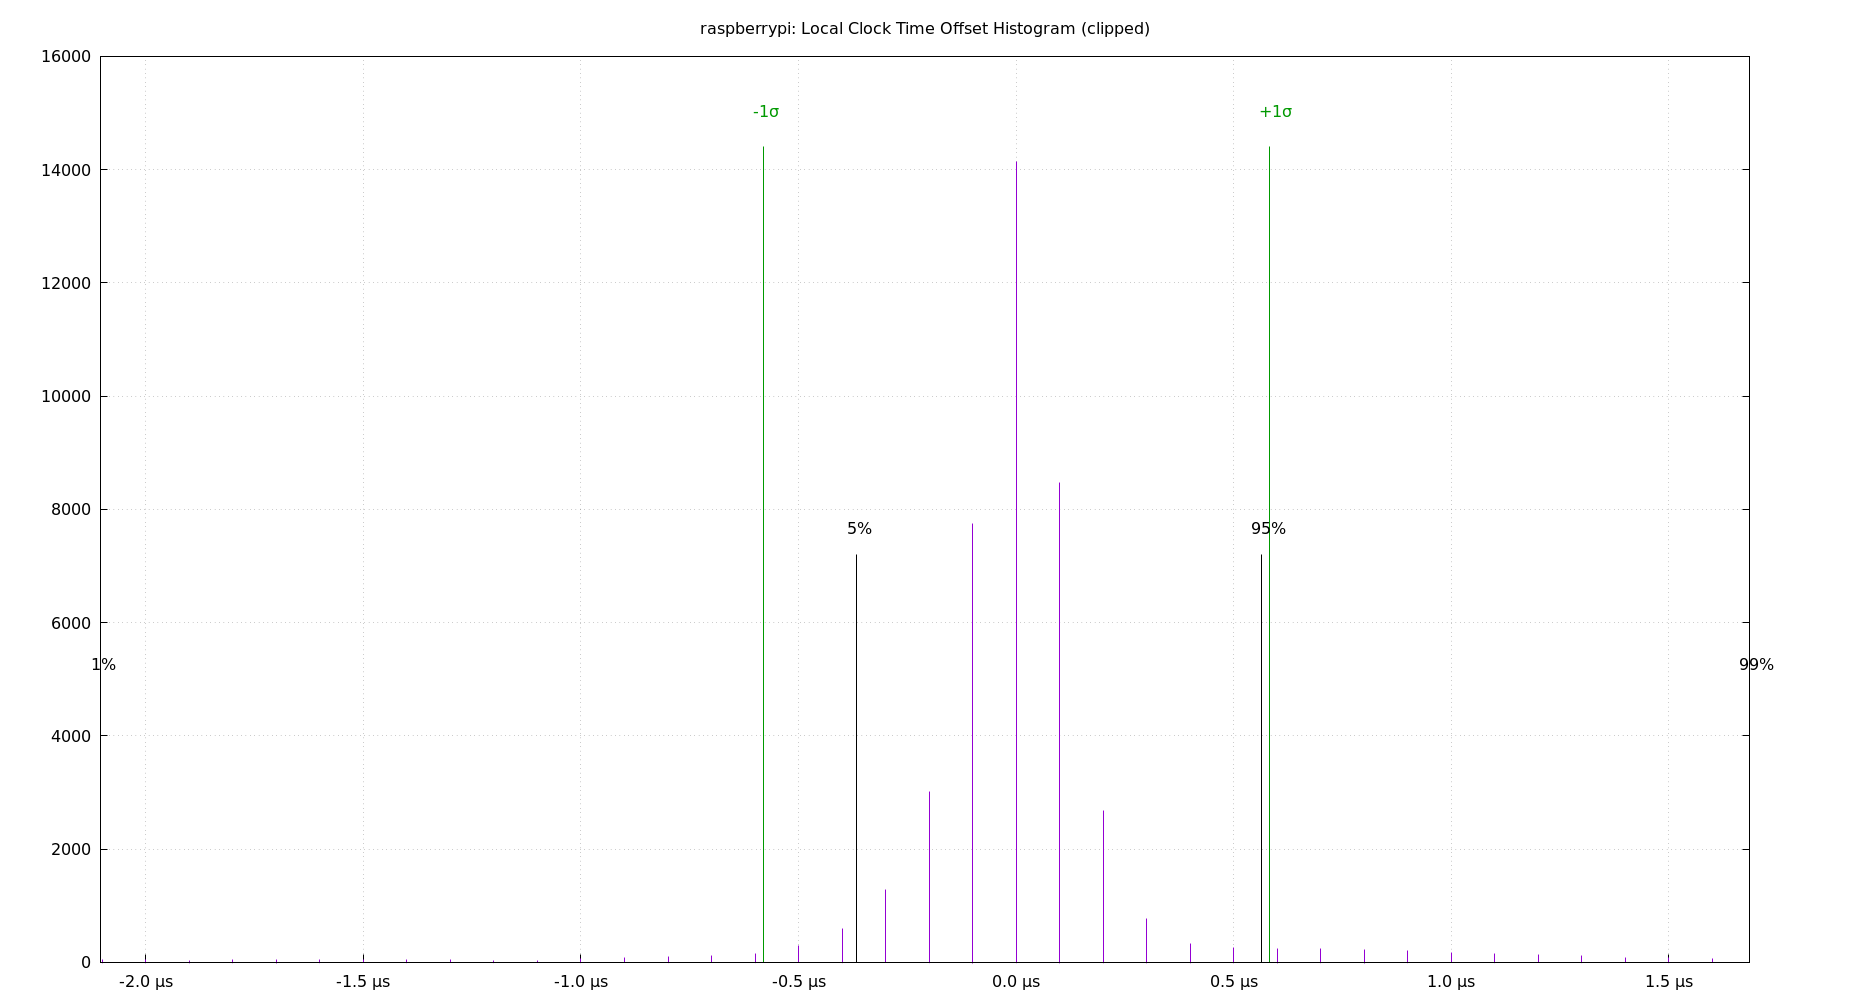 raspberrypi: Local Clock Time Offset Histogram (clipped)
16000
-1σ
+1σ
14000
12000
10000
8000
5%
95%
6000
1%
99%
4000
2000
0
-2.0 µs
-1.5 µs
-1.0 µs
-0.5 µs
0.0 µs
0.5 µs
1.0 µs
1.5 µs